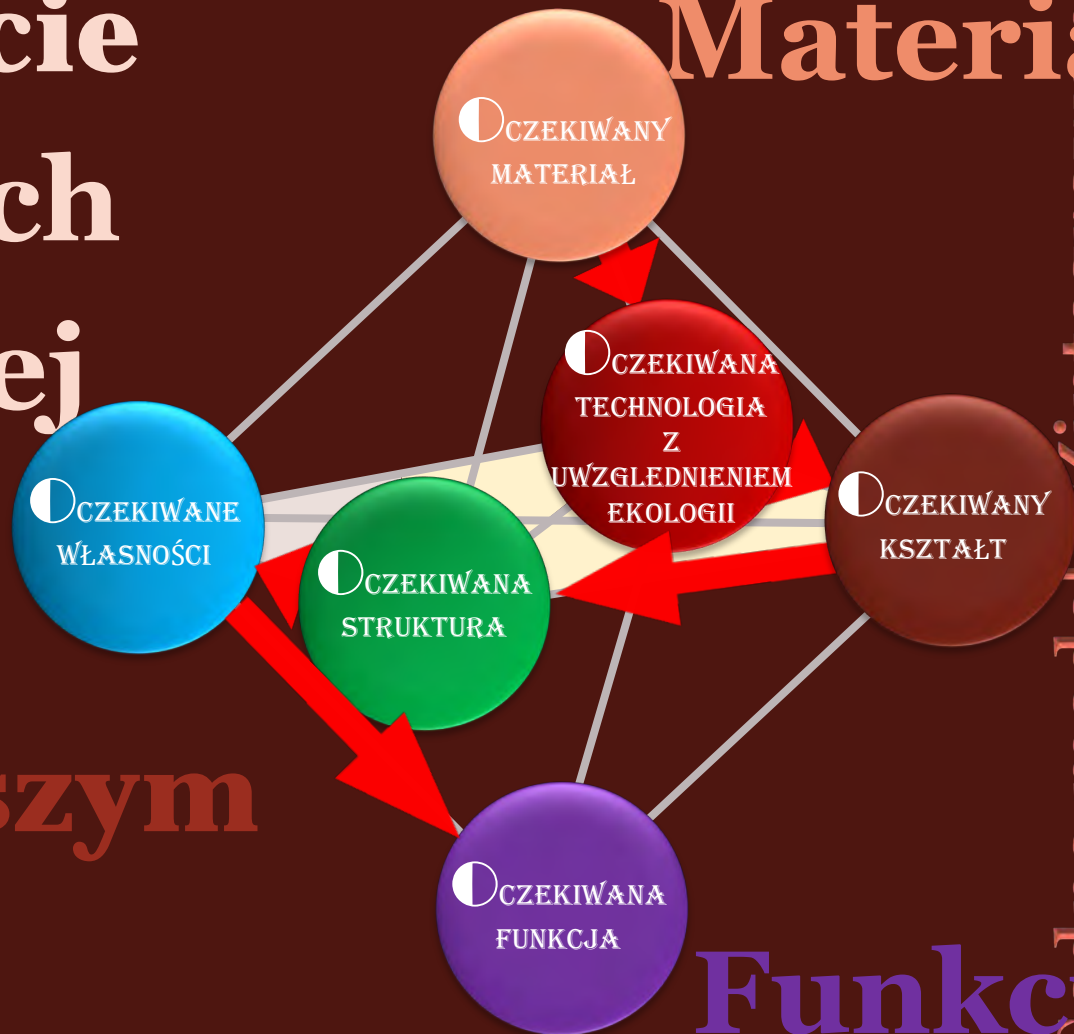 cie
Materia
ch
ej
Oczekiwany
materiał
Oczekiwana
technologia
z
uwzglednieniem
ekologii
Oczekiwane
własności
Oczekiwany
kształt
Oczekiwana
struktura
szym
Oczekiwana
funkcja
Funkc